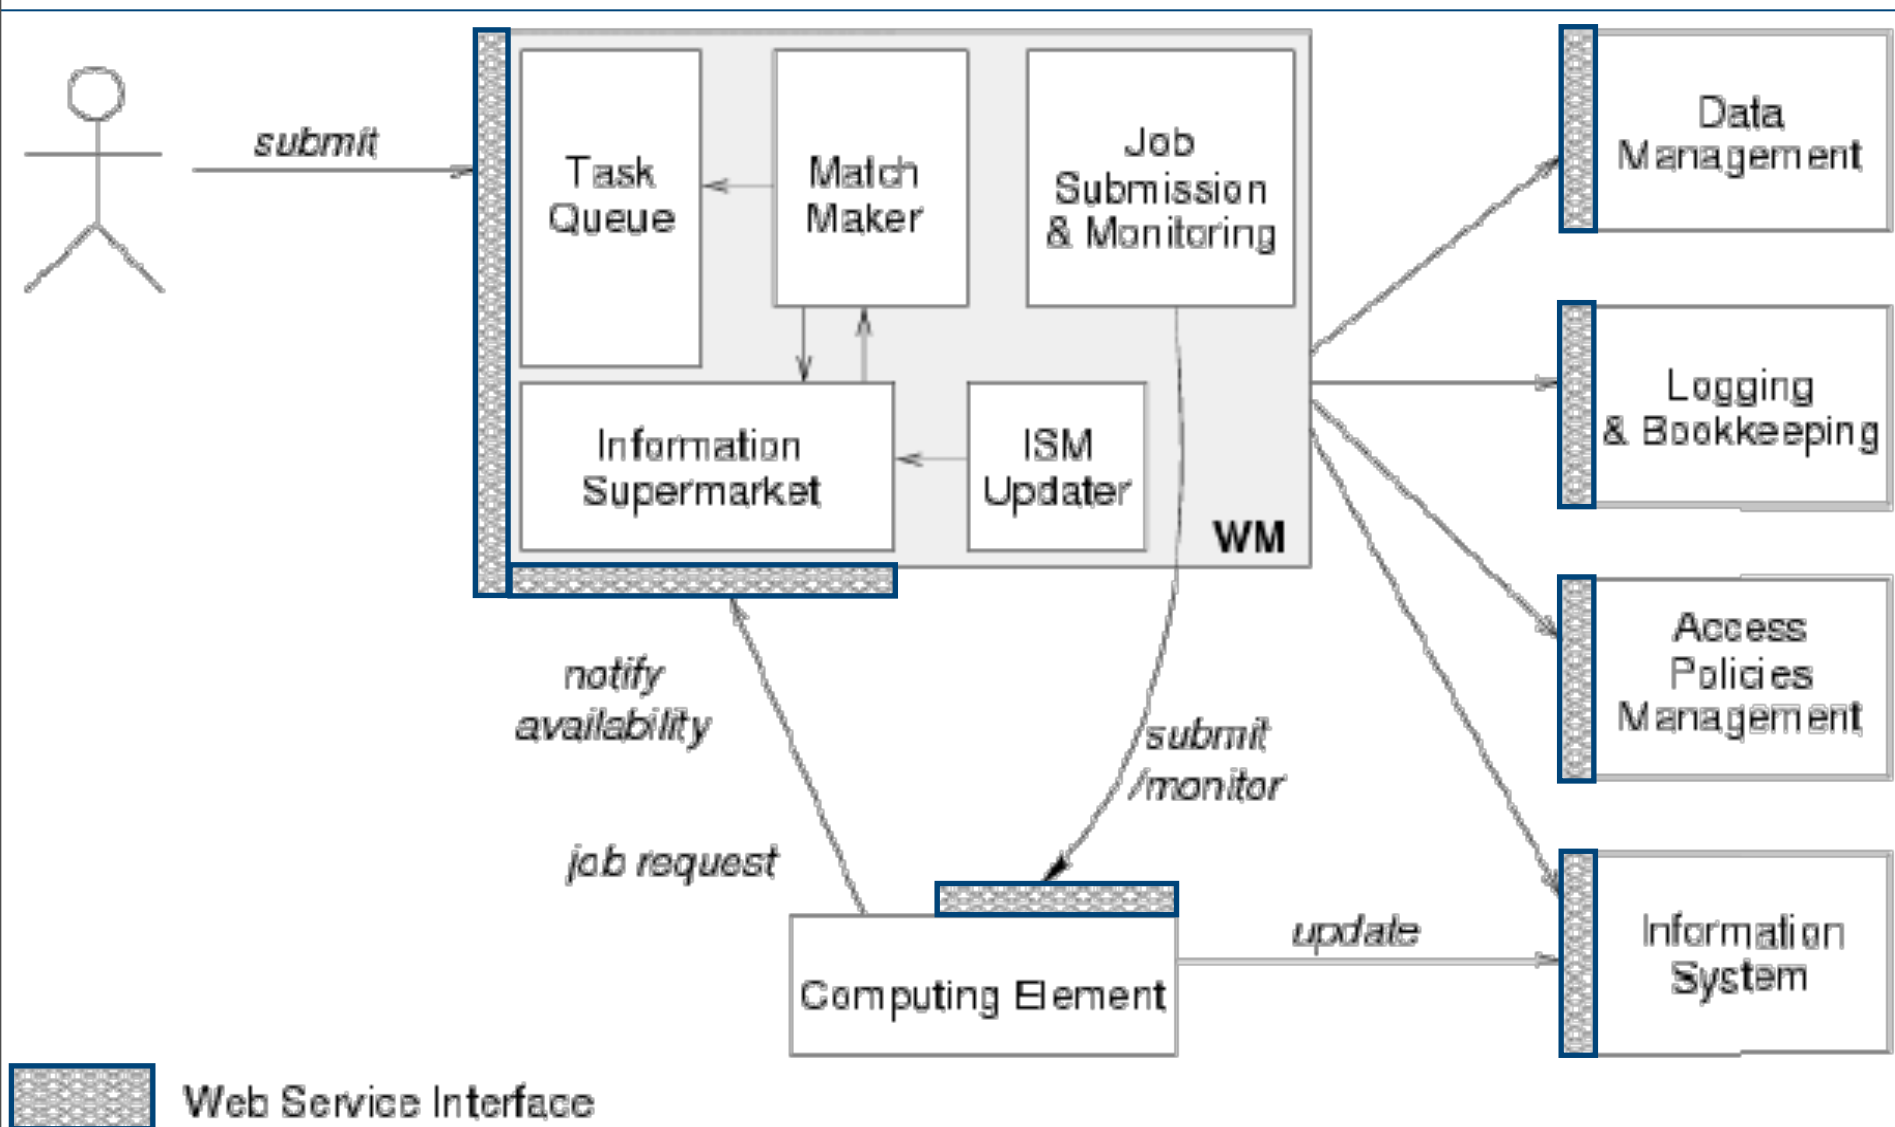 submit
Task
Queue
Match
Maker
Job
Submission
& Monitoring
Information
Supermarket
ISM
Updater
WM
Data
Management
Logging
& Bookkeeping
Access
Policies
Management
Information
System
notify
availability
job request
submit
/monitor
update
Computing Element
Web Service Interface